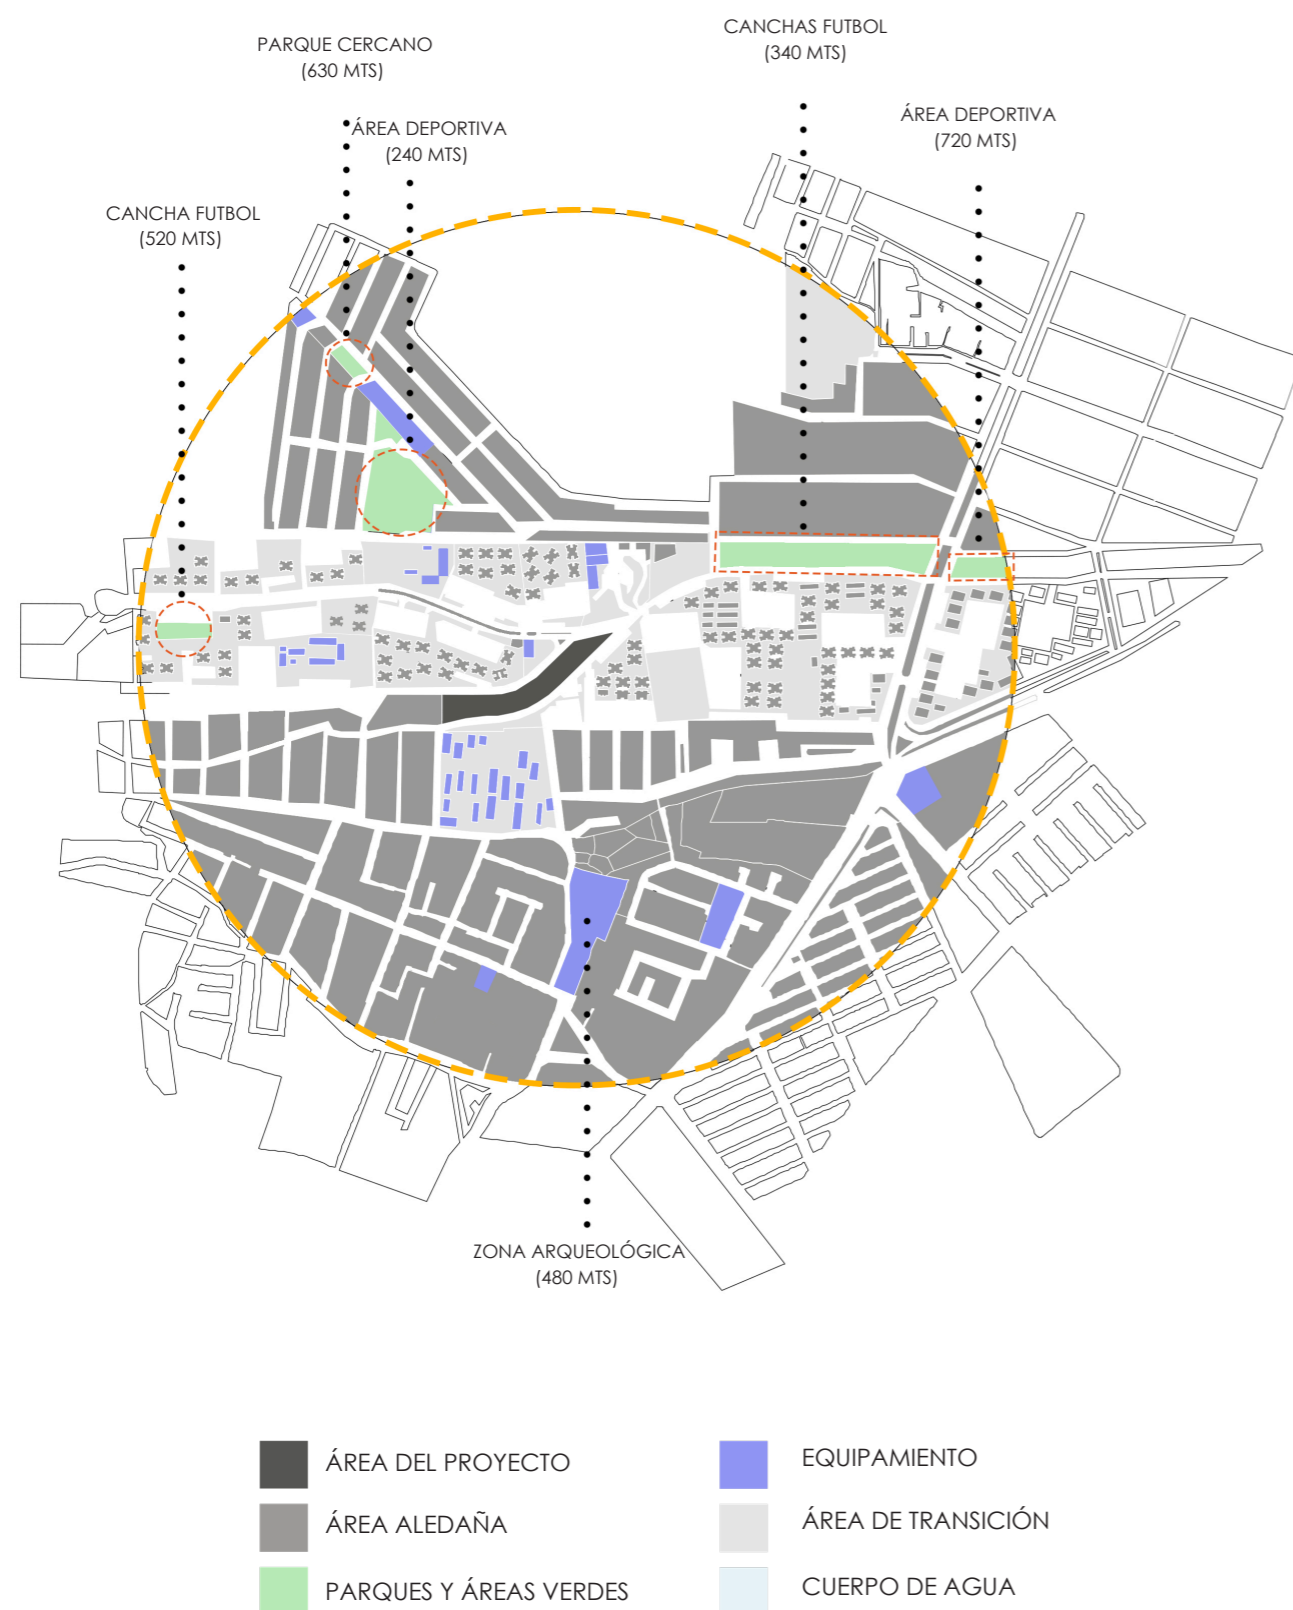 CANCHAS FUTBOL
(340 MTS)
PARQUE CERCANO
(630 MTS)
ÁREA DEPORTIVA
(720 MTS)
ÁREA DEPORTIVA
(240 MTS)
CANCHA FUTBOL
(520 MTS)
ZONA ARQUEOLÓGICA
(480 MTS)
ÁREA DEL PROYECTO
ÁREA ALEDAÑA
PARQUES Y ÁREAS VERDES
EQUIPAMIENTO
ÁREA DE TRANSICIÓN
CUERPO DE AGUA